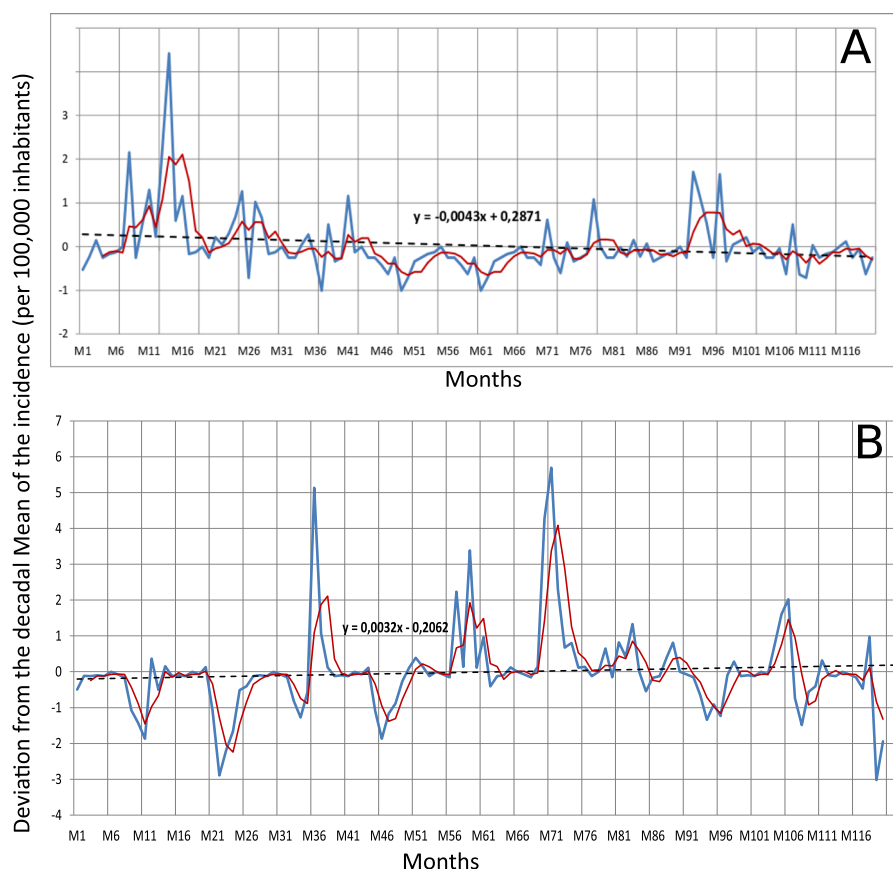 Deviation from the decadal Mean of the incidence (per 100,000 inhabitants)
A
3
2
1
0
-1
-2
y = -0,0043x + 0,2871
M1 M6 M11 M16 M21 M26 M31 M36 M41 M46 M51 M56 M61 M66 M71 M76 M81 M86 M91 M96 M101 M106 M111 M116
Months
B
7
6
5
4
3
2
1
0
-1
-2
-3
-4
y = 0,0032x - 0,2062
M1 M6 M11 M16 M21 M26 M31 M36 M41 M46 M51 M56 M61 M66 M71 M76 M81 M86 M91 M96 M101 M106 M111 M116
Months